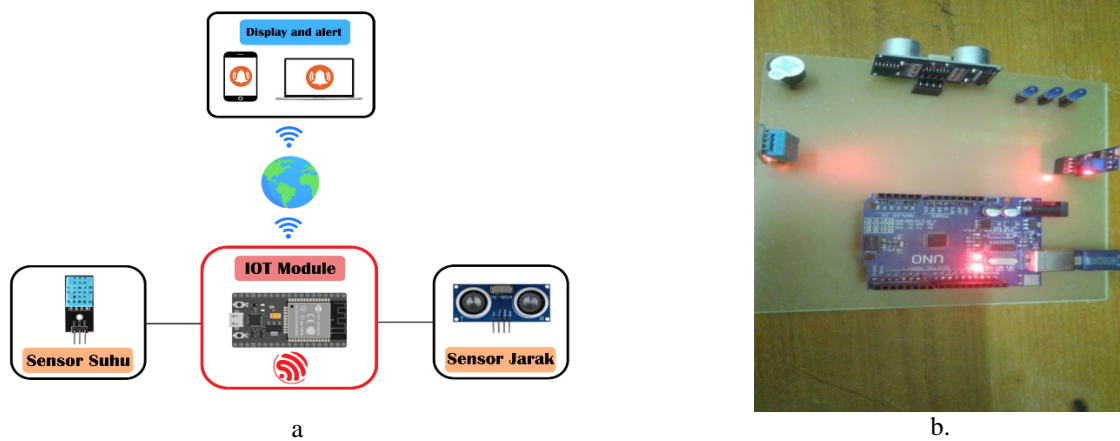 Display and alert
IOT Module
Sensor Suhu
Sensor Jarak
UNO
a
b.